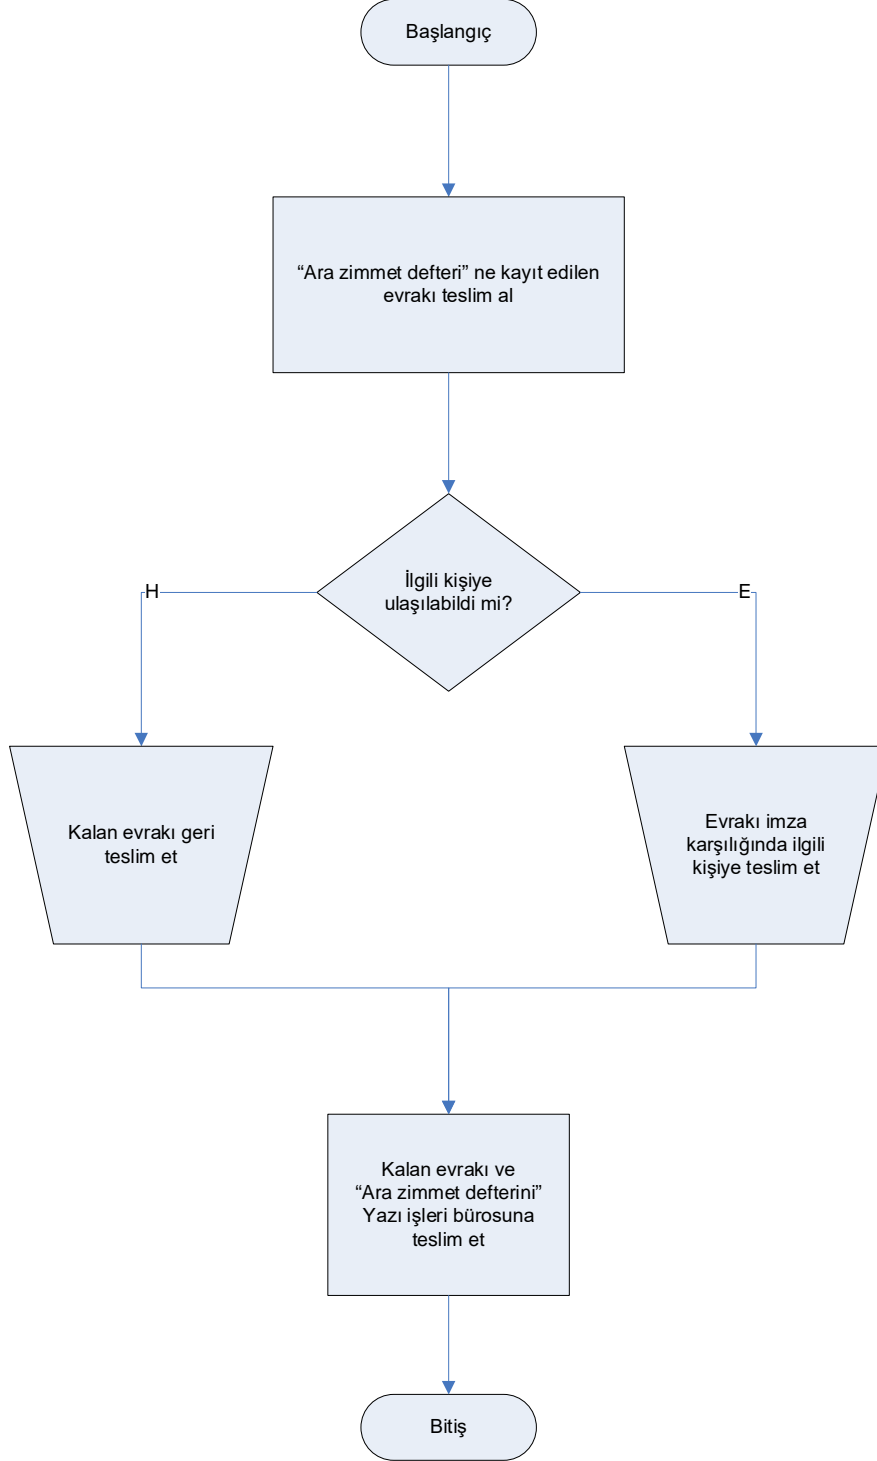 Başlangıç
“Ara zimmet defteri” ne kayıt edilen
evrakı teslim al
İlgili kişiye
ulaşılabildi mi?
H
E
Kalan evrakı geri
teslim et
Evrakı imza
karşılığında ilgili
kişiye teslim et
Kalan evrakı ve
“Ara zimmet defterini”
Yazı işleri bürosuna
teslim et
Bitiş